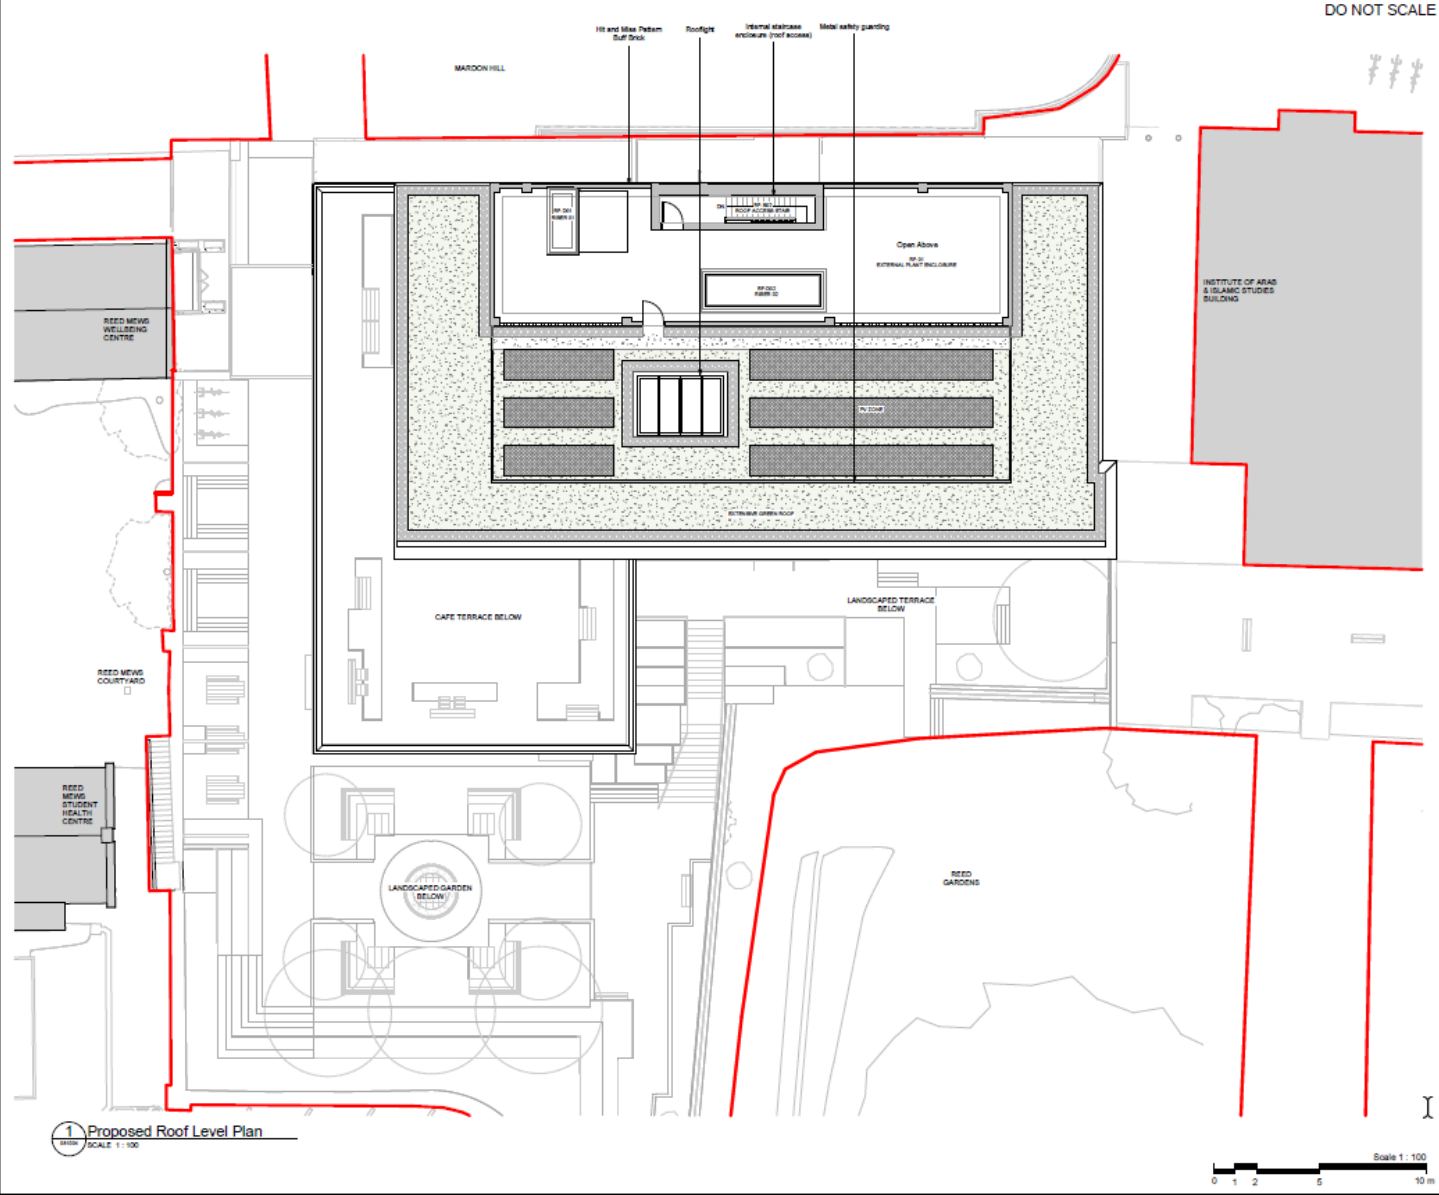 DO NOT SCALE
Hit and Miss Pattern
Buff Brick
Rooflight
Internal staircase
enclosure (roof access)
Metal safety guarding
MARDON HILL
DN
ROOF ACCESS STAIR
Open Above
EXTERNAL PLANT ENCLOSURE
INSTITUTE OF ARAB
& ISLAMIC STUDIES
BUILDING
REED MEWS
WELLBEING
CENTRE
PV ZONE
EXTENSIVE GREEN ROOF
CAFE TERRACE BELOW
LANDSCAPED TERRACE
BELOW
REED MEWS
COURTYARD
REED
MEWS
STUDENT
HEALTH
CENTRE
LANDSCAPED GARDEN
BELOW
REED
GARDENS
1
Proposed Roof Level Plan
SCALE 1 : 100
Scale 1 : 100
0 1 2 5 10 m